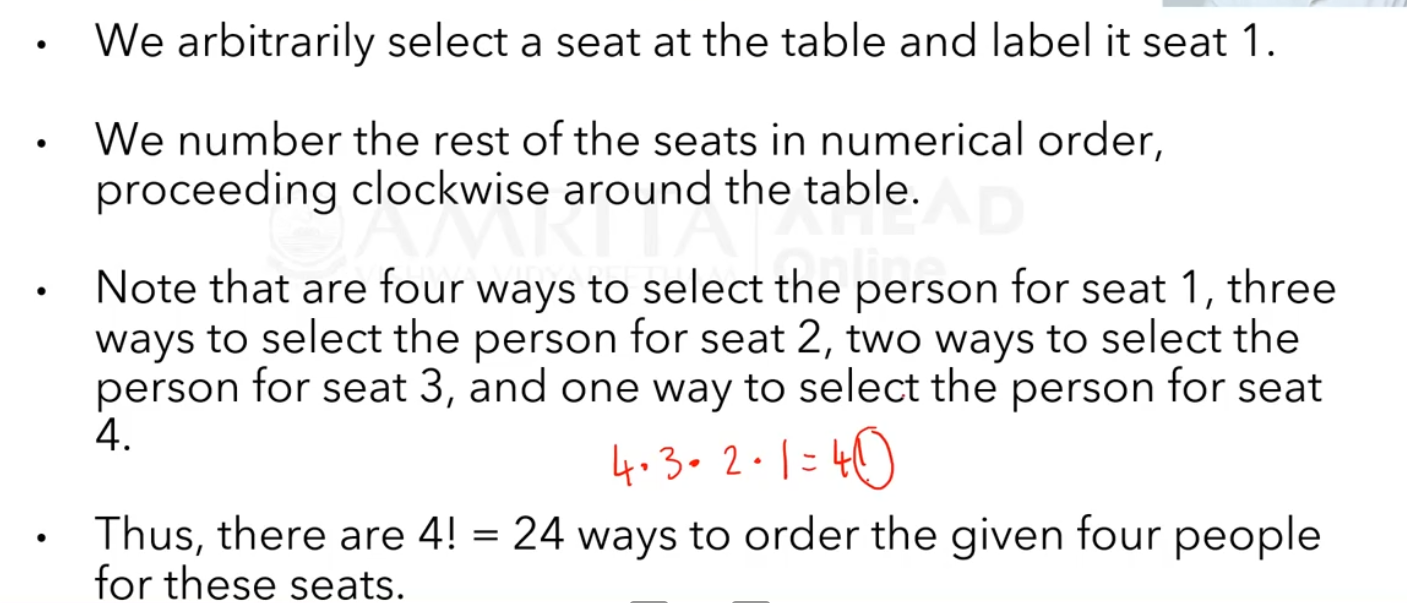 • We arbitrarily select a seat at the table and label it seat 1.
• We number the rest of the seats in numerical order,
proceeding clockwise around the table.
AMRITA AHEAD
VISHWA VIDYAPEETHAM Online
• Note that are four ways to select the person for seat 1, three
ways to select the person for seat 2, two ways to select the
person for seat 3, and one way to select the person for seat
4.
4·3·2·1=4!
• Thus, there are 4! = 24 ways to order the given four people
for these seats.